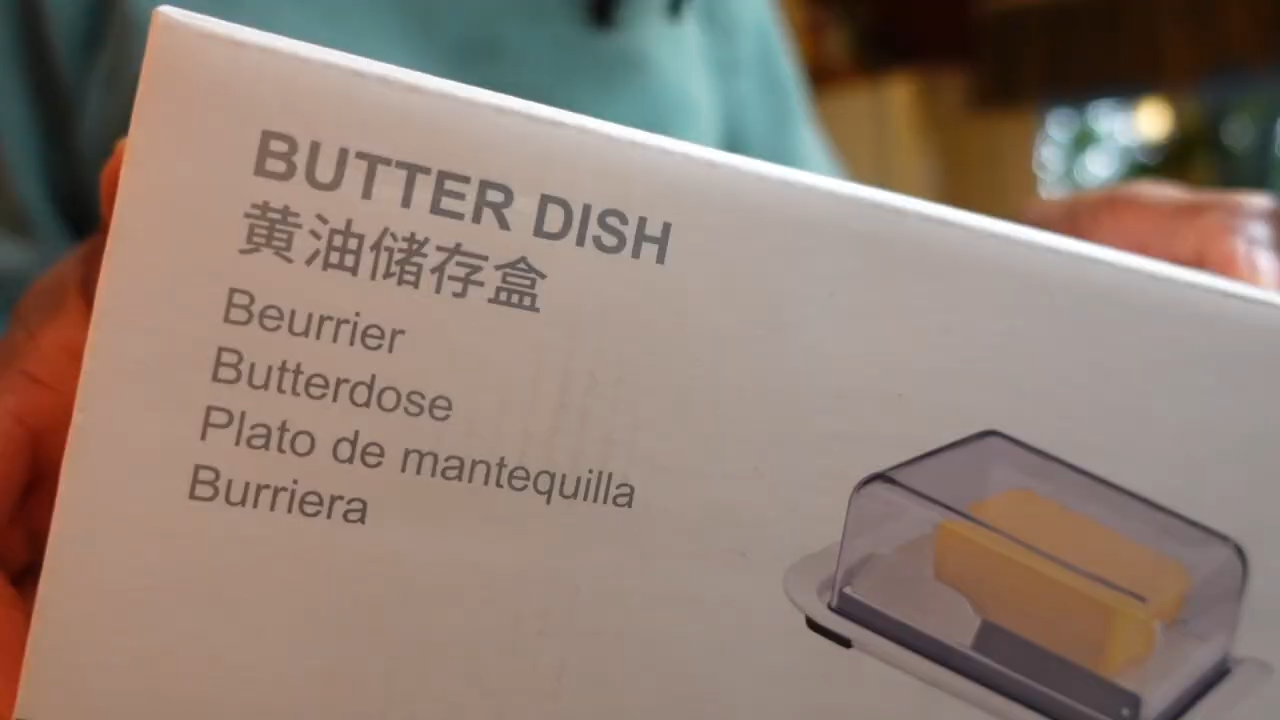 BUTTER DISH
黄油储存盒
Beurrier
Butterdose
Plato de mantequilla
Burriera